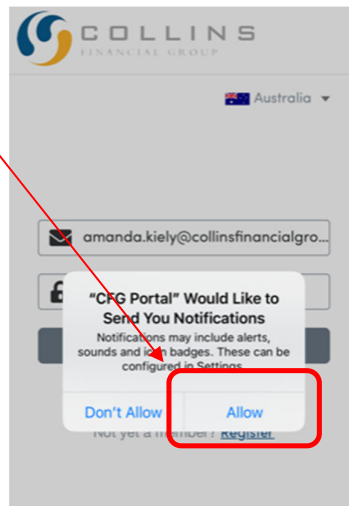 COLLINS
FINANCIAL GROUP
Australia
amanda.kiely@collinsfinancialgro...
"CFG Portal" Would Like to
Send You Notifications
Notifications may include alerts,
sounds and icon badges. These can be
configured in Settings.
Don't Allow
Allow
Not yet a member? Register